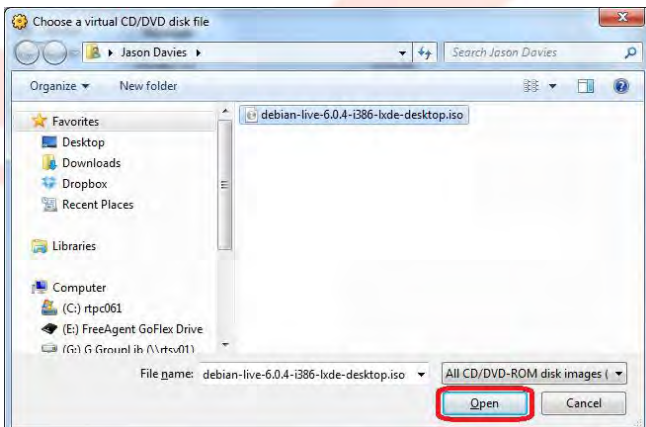 Choose a virtual CD/DVD disk file
Jason Davies
Search Jason Davies
Organize
New folder
Favorites
Desktop
Downloads
Dropbox
Recent Places
Libraries
Computer
(C:) rtpc061
(E:) FreeAgent GoFlex Drive
debian-live-6.0.4-i386-lxde-desktop.iso
File name: debian-live-6.0.4-i386-lxde-desktop.iso
All CD/DVD-ROM disk images (
Open
Cancel